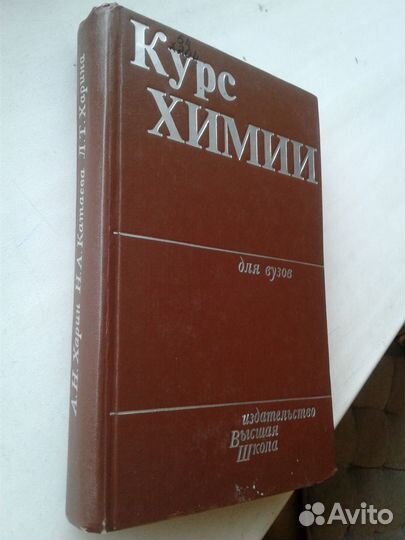 Курс
ХИМИИ
для вузов
издательство
Высшая
Школа
А.Н. Харин Н.А. Катаева Л.Т. Харина
Avito